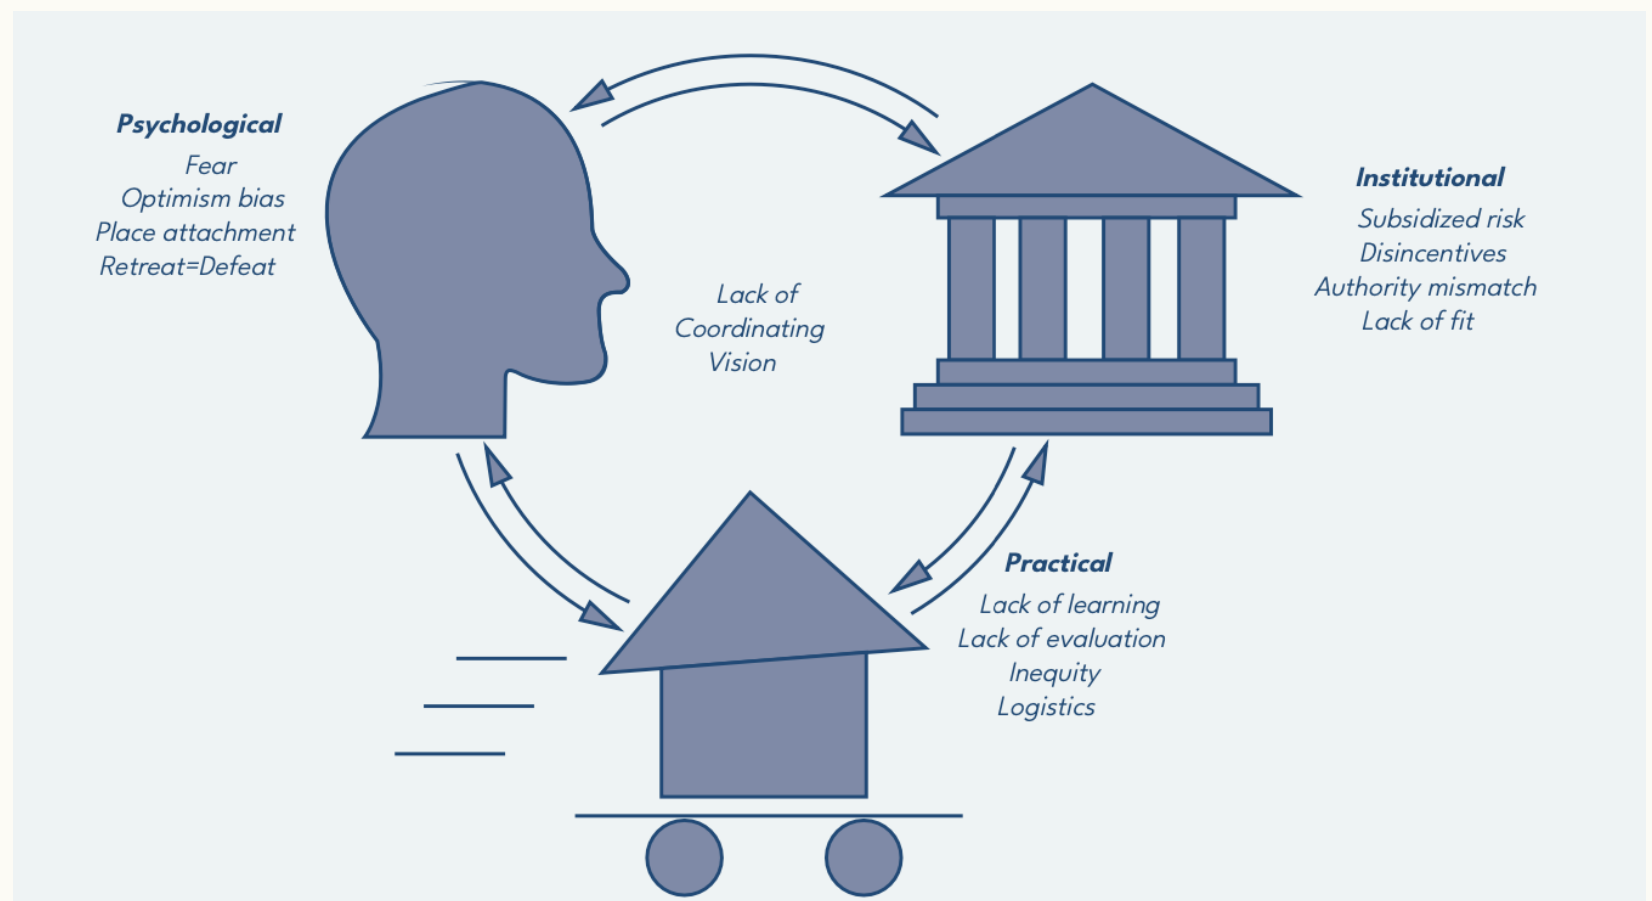 Psychological
Fear
Optimism bias
Place attachment
Retreat=Defeat
Lack of
Coordinating
Vision
Institutional
Subsidized risk
Disincentives
Authority mismatch
Lack of fit
Practical
Lack of learning
Lack of evaluation
Inequity
Logistics